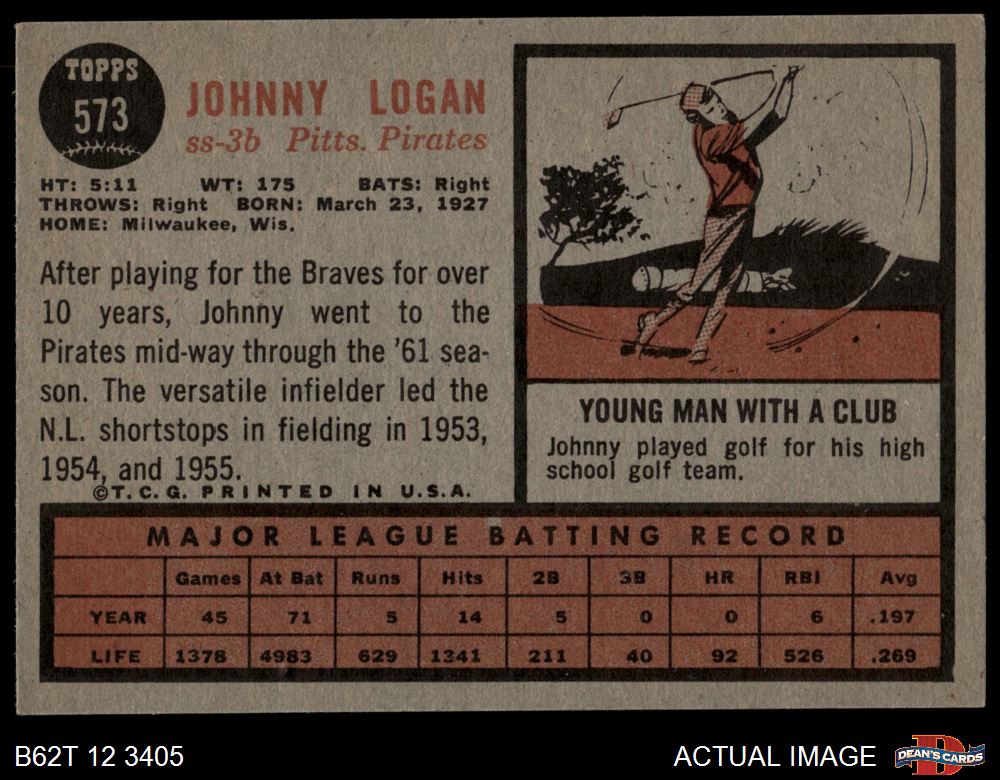 TOPPS
573
JOHNNY LOGAN
ss-3b Pitts. Pirates
HT: 5:11 WT: 175 BATS: Right
THROWS: Right BORN: March 23, 1927
HOME: Milwaukee, Wis.
After playing for the Braves for over
10 years, Johnny went to the
Pirates mid-way through the '61 sea-
son. The versatile infielder led the
N.L. shortstops in fielding in 1953,
1954, and 1955.
©T.C.G. PRINTED IN U.S.A.
YOUNG MAN WITH A CLUB
Johnny played golf for his high
school golf team.
MAJOR LEAGUE BATTING RECORD
Games At Bat Runs Hits 2B 3B HR RBI Avg
YEAR 45 71 5 14 5 0 0 6 .197
LIFE 1378 4983 629 1341 211 40 92 526 .269
B62T 12 3405
ACTUAL IMAGE
DEAN'S CARDS